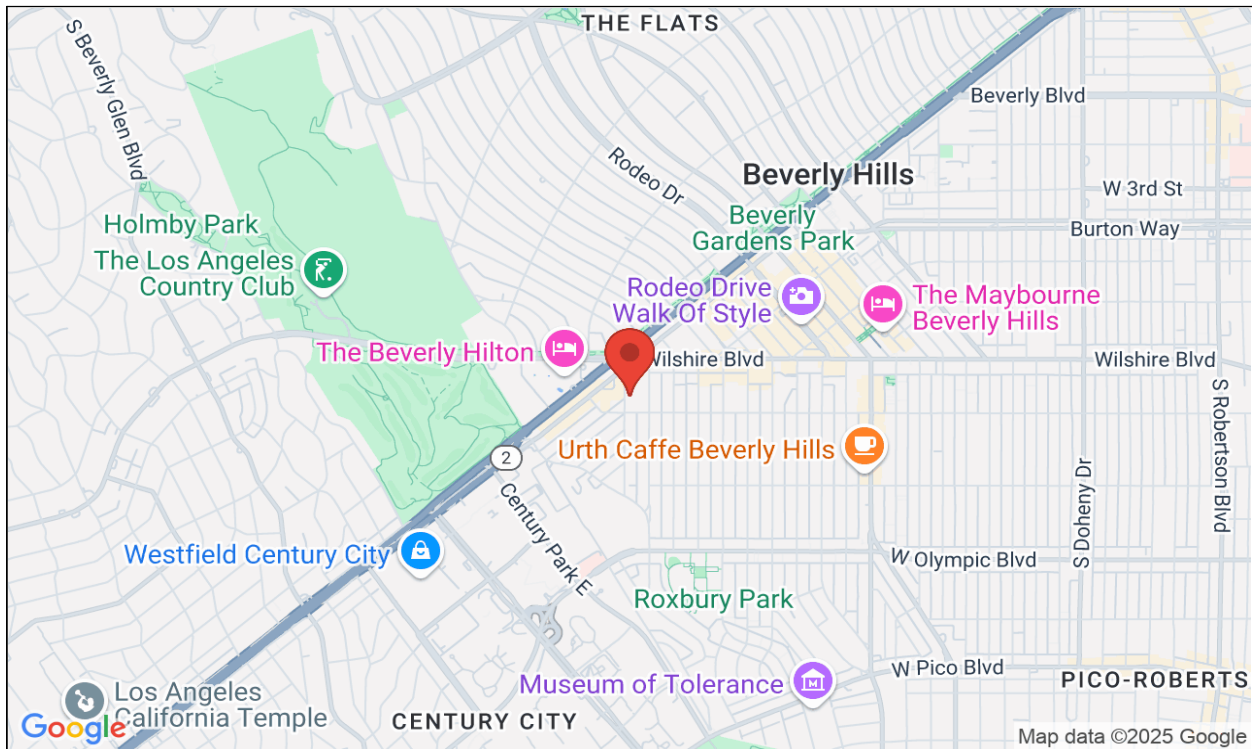 THE FLATS
S Beverly Glen Blvd
Beverly Blvd
Rodeo Dr
Beverly Hills
W 3rd St
Holmby Park
Beverly
Gardens Park
Burton Way
The Los Angeles
Country Club
Rodeo Drive
Walk Of Style
The Maybourne
Beverly Hills
The Beverly Hilton
Wilshire Blvd
Wilshire Blvd
S Robertson Blvd
Urth Caffe Beverly Hills
2
S Doheny Dr
Century Park E
Westfield Century City
W Olympic Blvd
Roxbury Park
W Pico Blvd
PICO-ROBERTS
Museum of Tolerance
Los Angeles
California Temple
CENTURY CITY
Google
Map data ©2025 Google